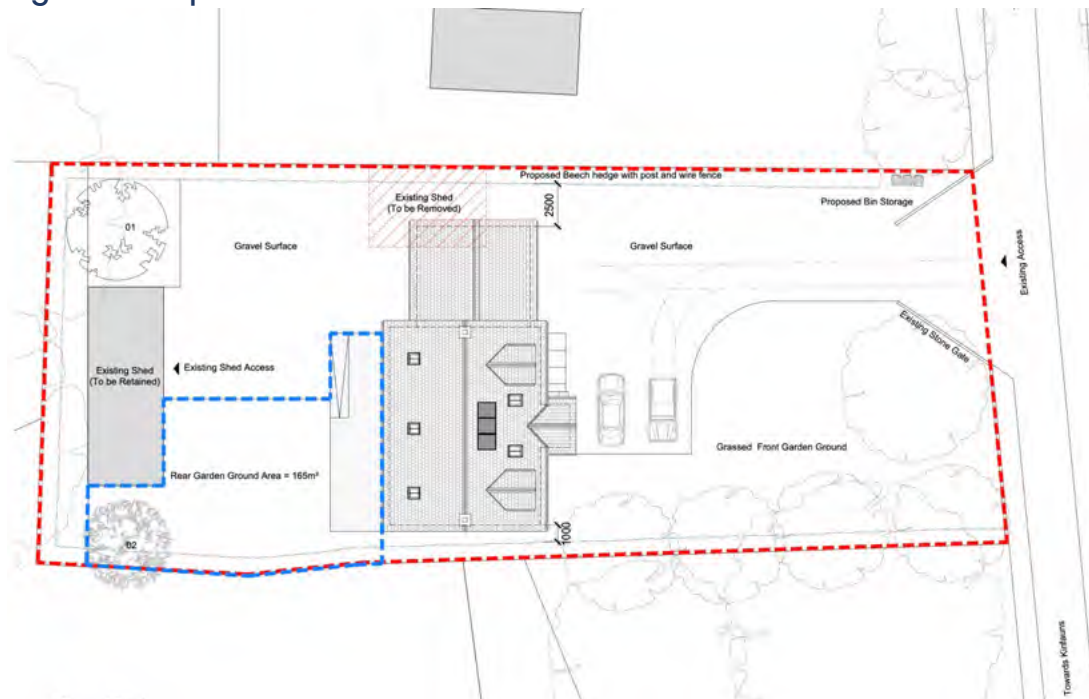 Proposed Beech hedge with post and wire fence
Existing Shed
(To be Removed)
2500
Proposed Bin Storage
01
Gravel Surface
Gravel Surface
Existing Access
Existing Stone Gate
Existing Shed
(To be Retained)
Existing Shed Access
Grassed Front Garden Ground
Rear Garden Ground Area = 165m²
02
1000
Towards Kinfauns